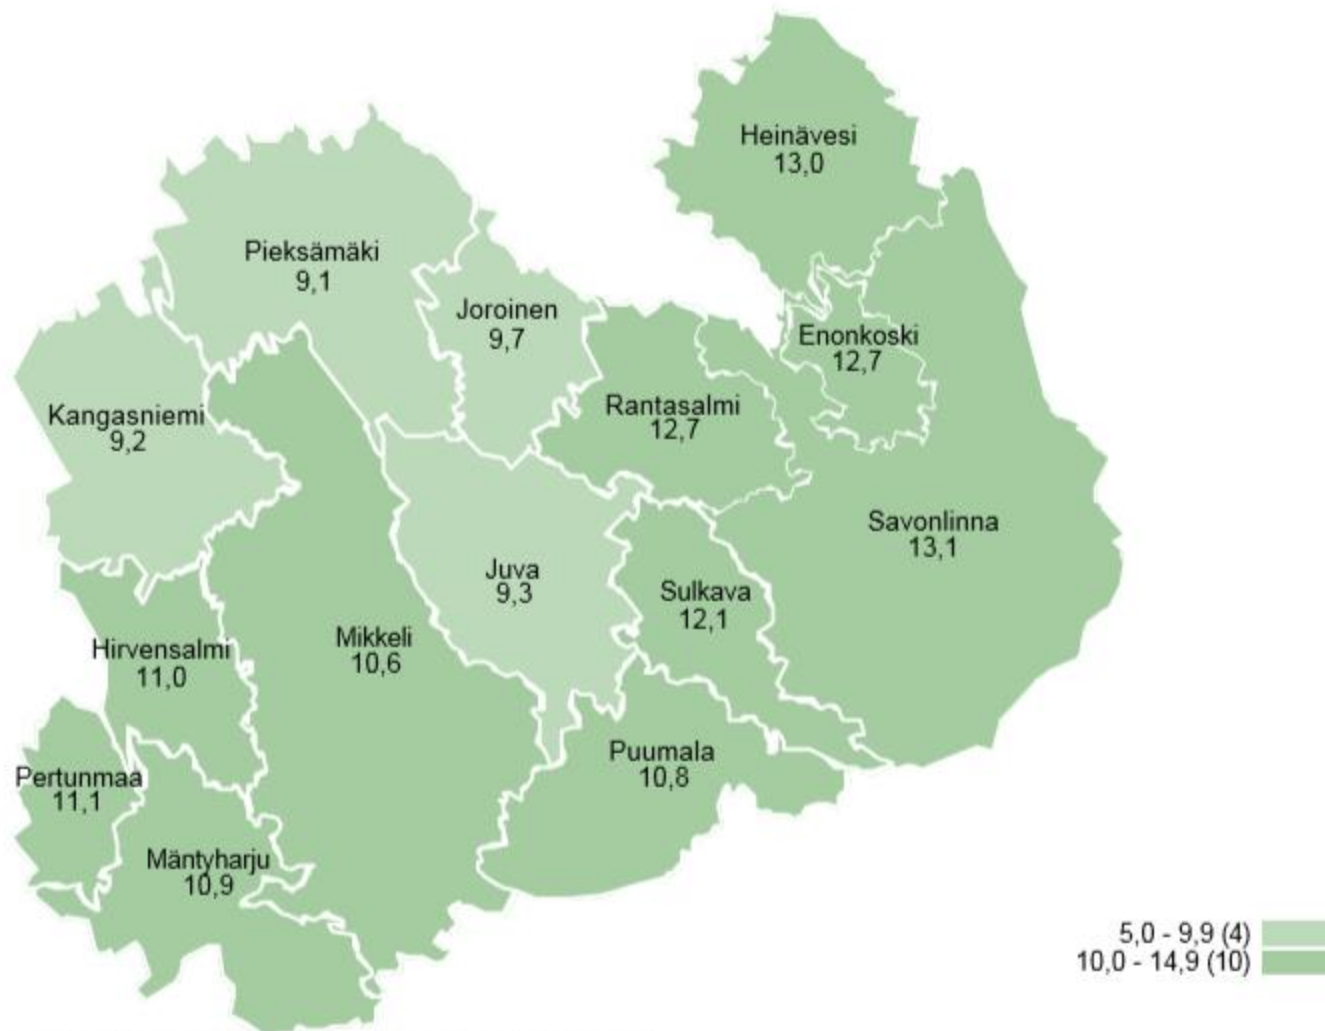 Heinävesi
13,0
Pieksämäki
9,1
Joroinen
9,7
Enonkoski
12,7
Kangasniemi
9,2
Rantasalmi
12,7
Savonlinna
13,1
Juva
9,3
Sulkava
12,1
Hirvensalmi
11,0
Mikkeli
10,6
Puumala
10,8
Pertunmaa
11,1
Mäntyharju
10,9
5,0 - 9,9 (4)
10,0 - 14,9 (10)